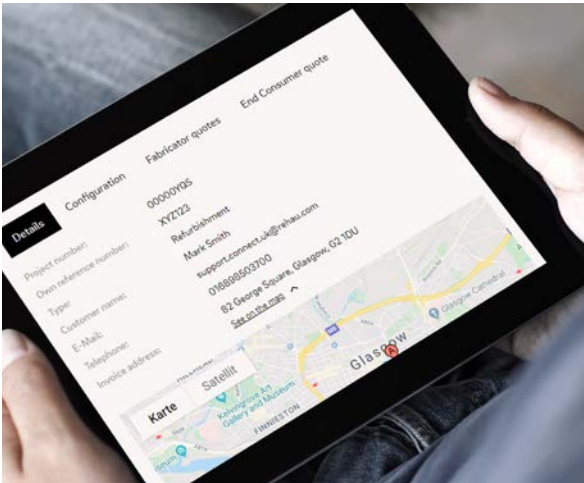 Details Configuration Fabricator quotes End Consumer quote
Project number: 00000YQS
Own reference number: XYZ123
Type: Refurbishment
Customer name: Mark Smith
E-Mail: support.connect.uk@rehau.com
Telephone: 016898503700
Invoice address: 82 George Square, Glasgow, G2 1DU
See on the map
Karte Satellit
Kelvingrove Art
Gallery and Museum
FINNIESTON
Glasgow
A
Glasgow Cathedral
useum